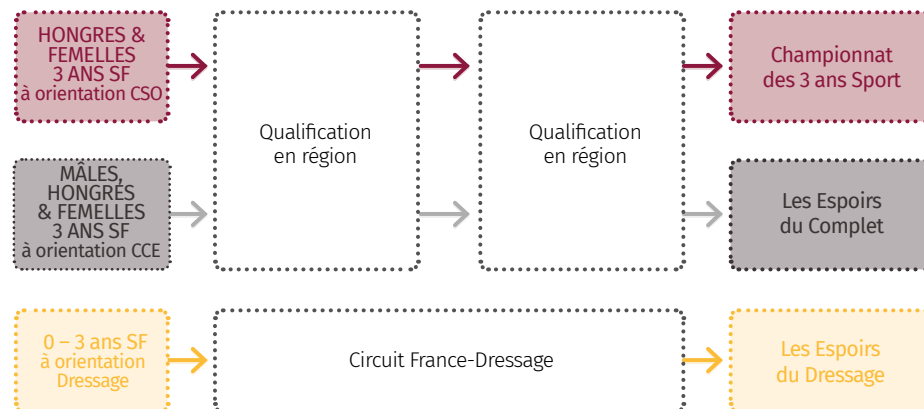 HONGRES &
FEMELLES
3 ANS SF
à orientation CSO
Qualification
en région
Qualification
en région
Championnat
des 3 ans Sport
MÂLES,
HONGRES
& FEMELLES
3 ANS SF
à orientation CCE
Les Espoirs
du Complet
0 – 3 ans SF
à orientation
Dressage
Circuit France-Dressage
Les Espoirs
du Dressage